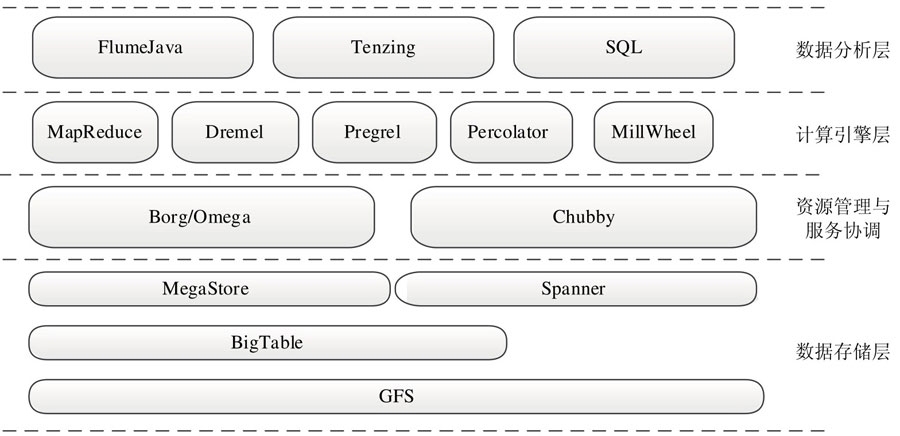 FlumeJava Tenzing SQL 数据分析层
MapReduce Dremel Pregrel Percolator MillWheel 计算引擎层
Borg/Omega Chubby 资源管理与
服务协调
MegaStore Spanner
BigTable
数据存储层
GFS